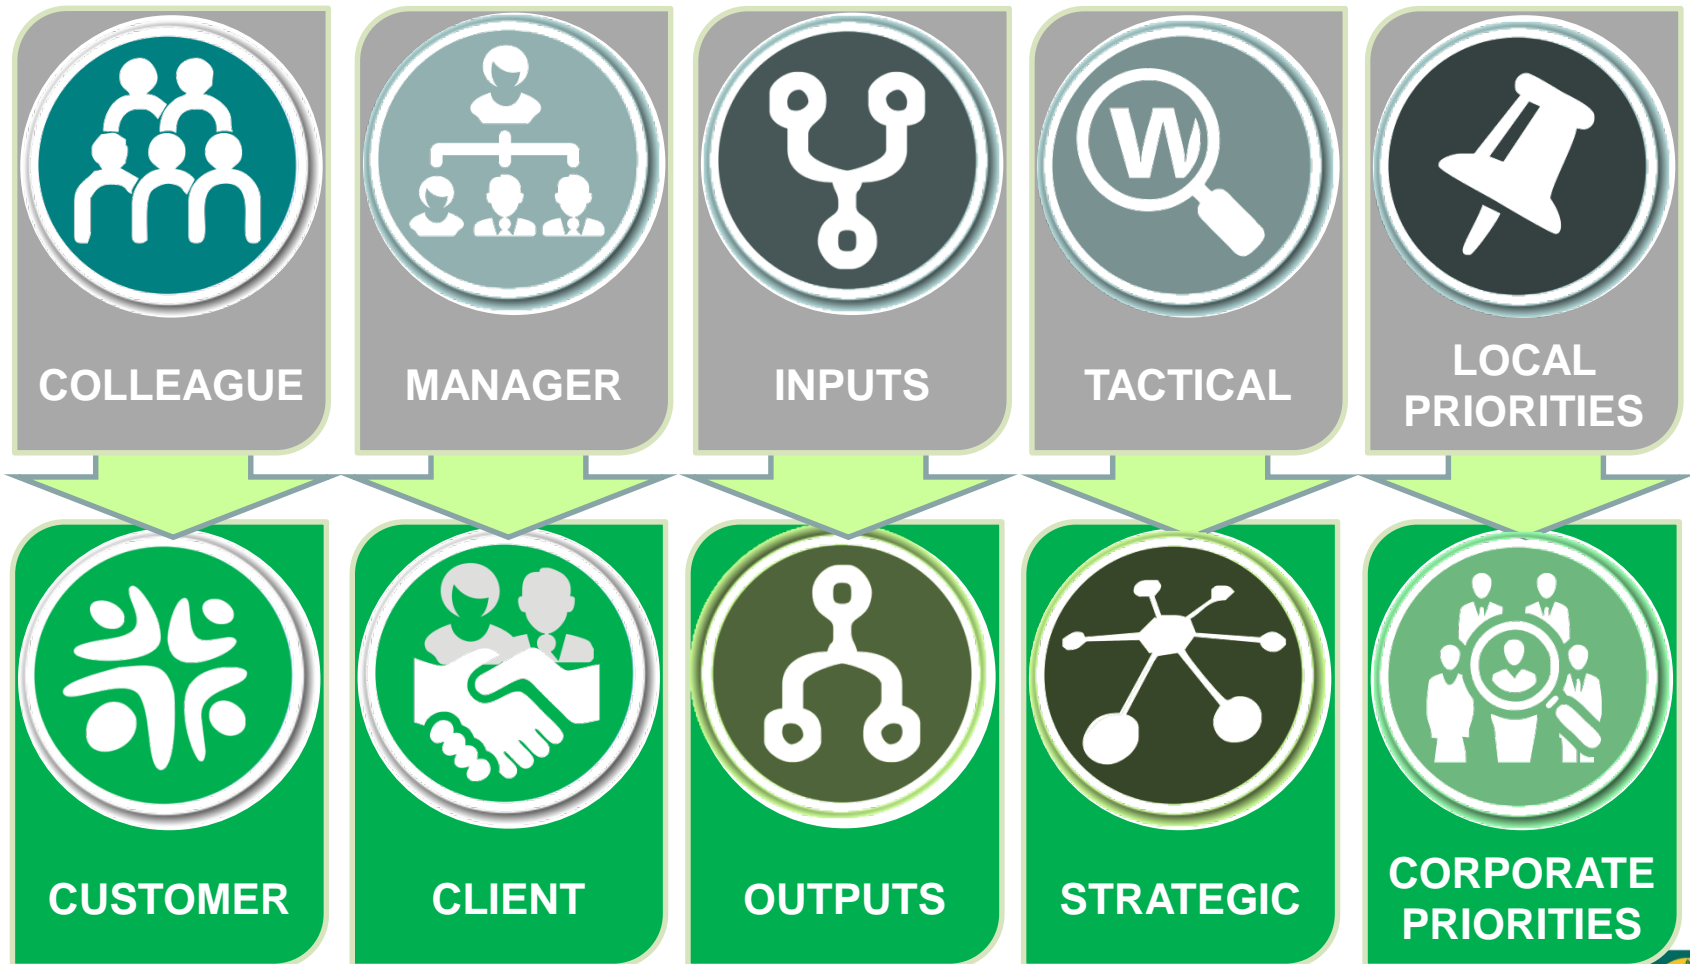 W
COLLEAGUE
MANAGER
INPUTS
TACTICAL
LOCAL
PRIORITIES
CUSTOMER
CLIENT
OUTPUTS
STRATEGIC
CORPORATE
PRIORITIES